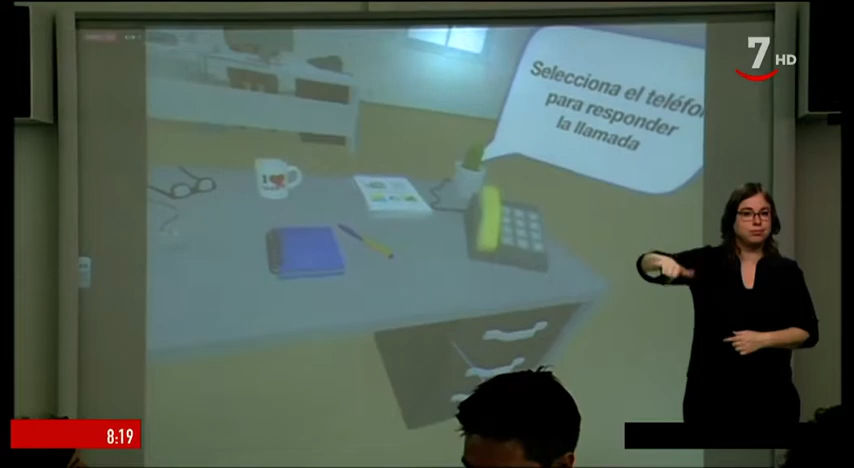 7 HD
Selecciona el teléfo
para responder
la llamada
I ❤
8:19